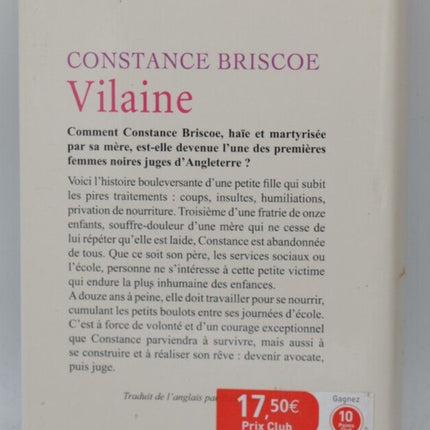 CONSTANCE BRISCOE
Vilaine
Comment Constance Briscoe, haïe et martyrisée
par sa mère, est-elle devenue l'une des premières
femmes noires juges d'Angleterre ?
Voici l'histoire bouleversante d'une petite fille qui subit
les pires traitements : coups, insultes, humiliations,
privation de nourriture. Troisième d'une fratrie de onze
enfants, souffre-douleur d'une mère qui ne cesse de
lui répéter qu'elle est laide, Constance est abandonnée
de tous. Que ce soit son père, les services sociaux ou
l'école, personne ne s'intéresse à cette petite victime
qui endure la plus inhumaine des enfances.
A douze ans à peine, elle doit travailler pour se nourrir,
cumulant les petits boulots entre ses journées d'école.
C'est à force de volonté et d'un courage exceptionnel
que Constance parviendra à survivre, mais aussi à
se construire et à réaliser son rêve : devenir avocate,
puis juge.
Traduit de l'anglais par
17,50€
Prix Club
Gagnez
10
Points